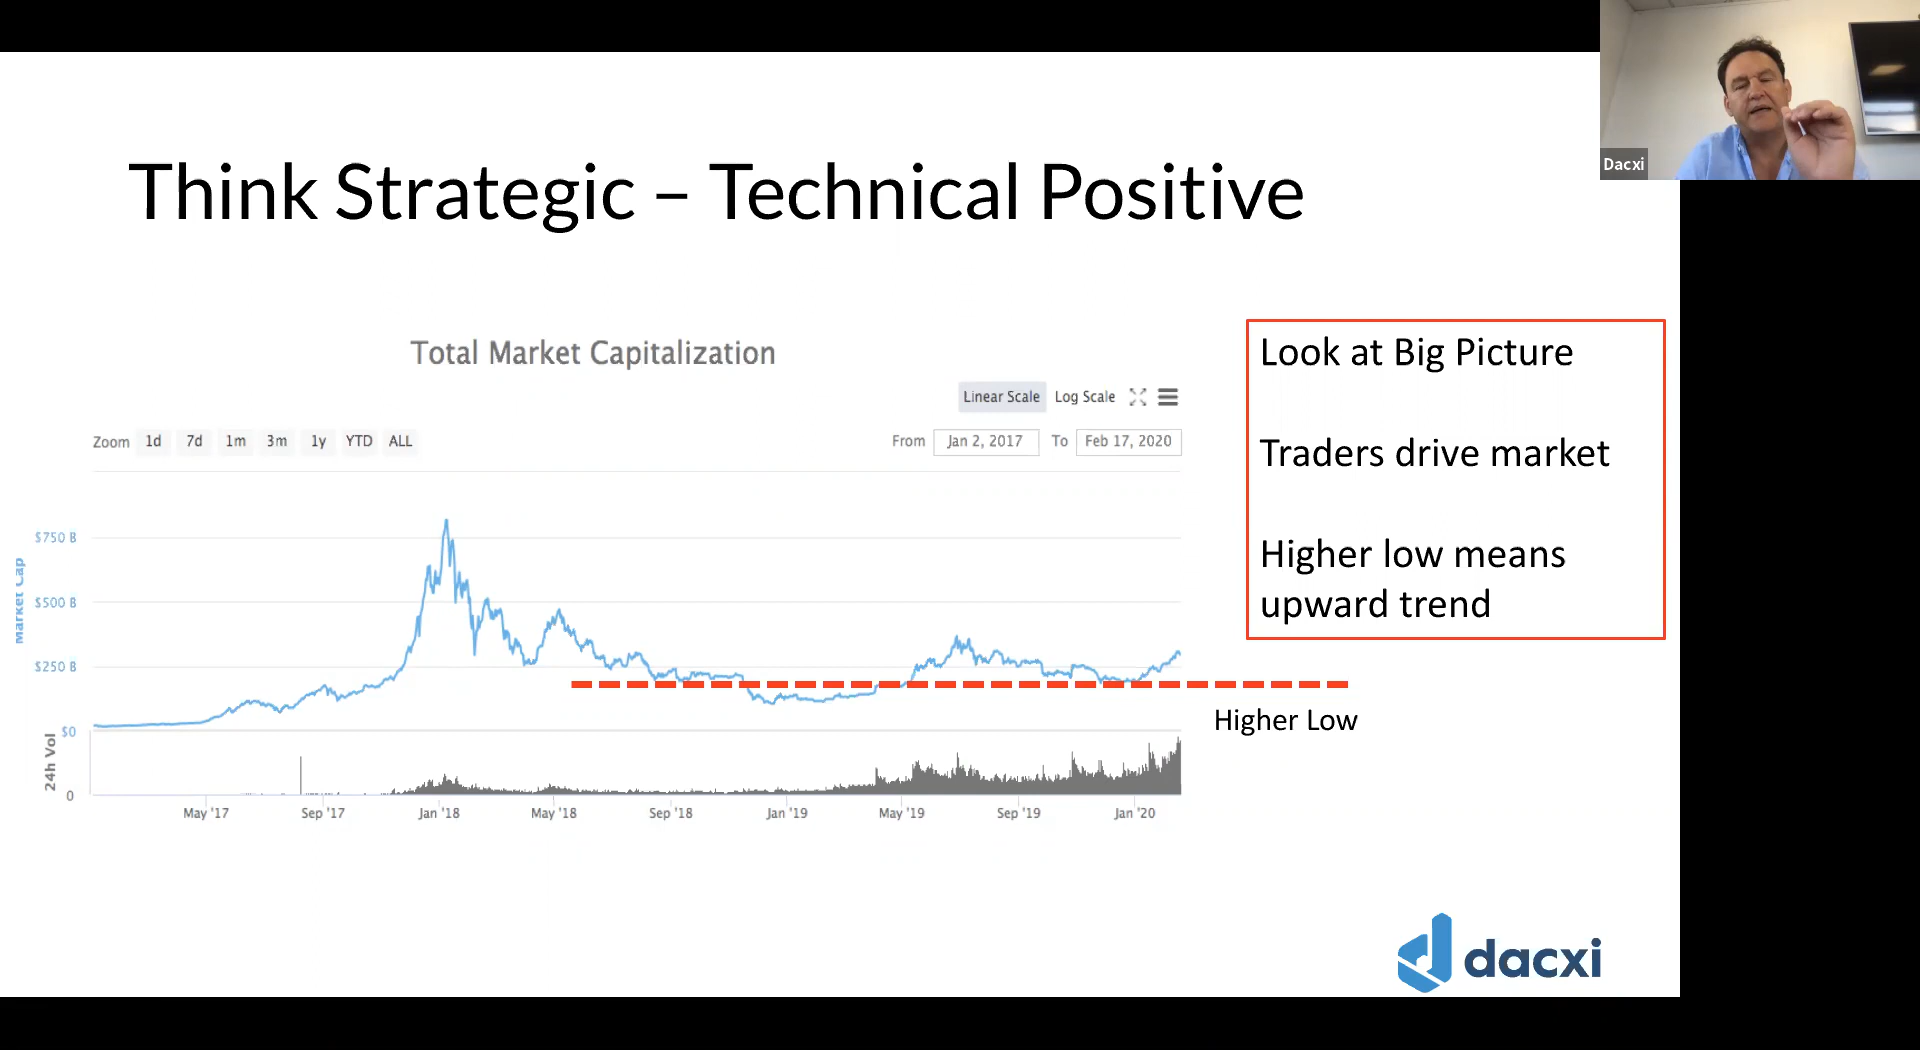 Dacxi
Think Strategic – Technical Positive
Total Market Capitalization
Linear Scale Log Scale
Zoom 1d 7d 1m 3m 1y YTD ALL
From Jan 2, 2017 To Feb 17, 2020
Market Cap
$750 B
$500 B
$250 B
$0
24h Vol
0
May '17 Sep '17 Jan '18 May '18 Sep '18 Jan '19 May '19 Sep '19 Jan '20
Higher Low
Look at Big Picture
Traders drive market
Higher low means
upward trend
dacxi